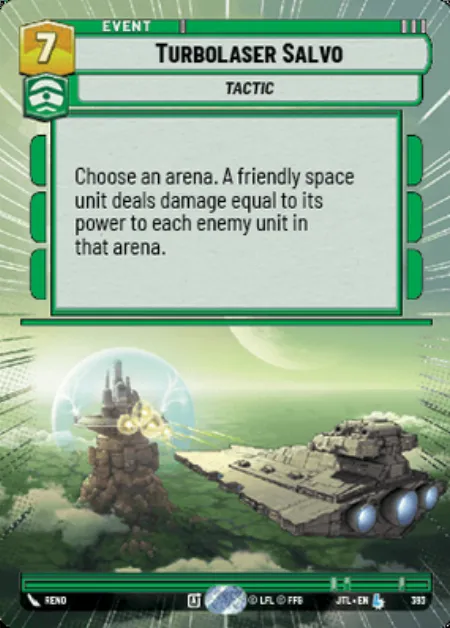 EVENT
7
TURBOLASER SALVO
TACTIC
Choose an arena. A friendly space
unit deals damage equal to its
power to each enemy unit in
that arena.
RENO
© LFL © FFG
JTL • EN
393